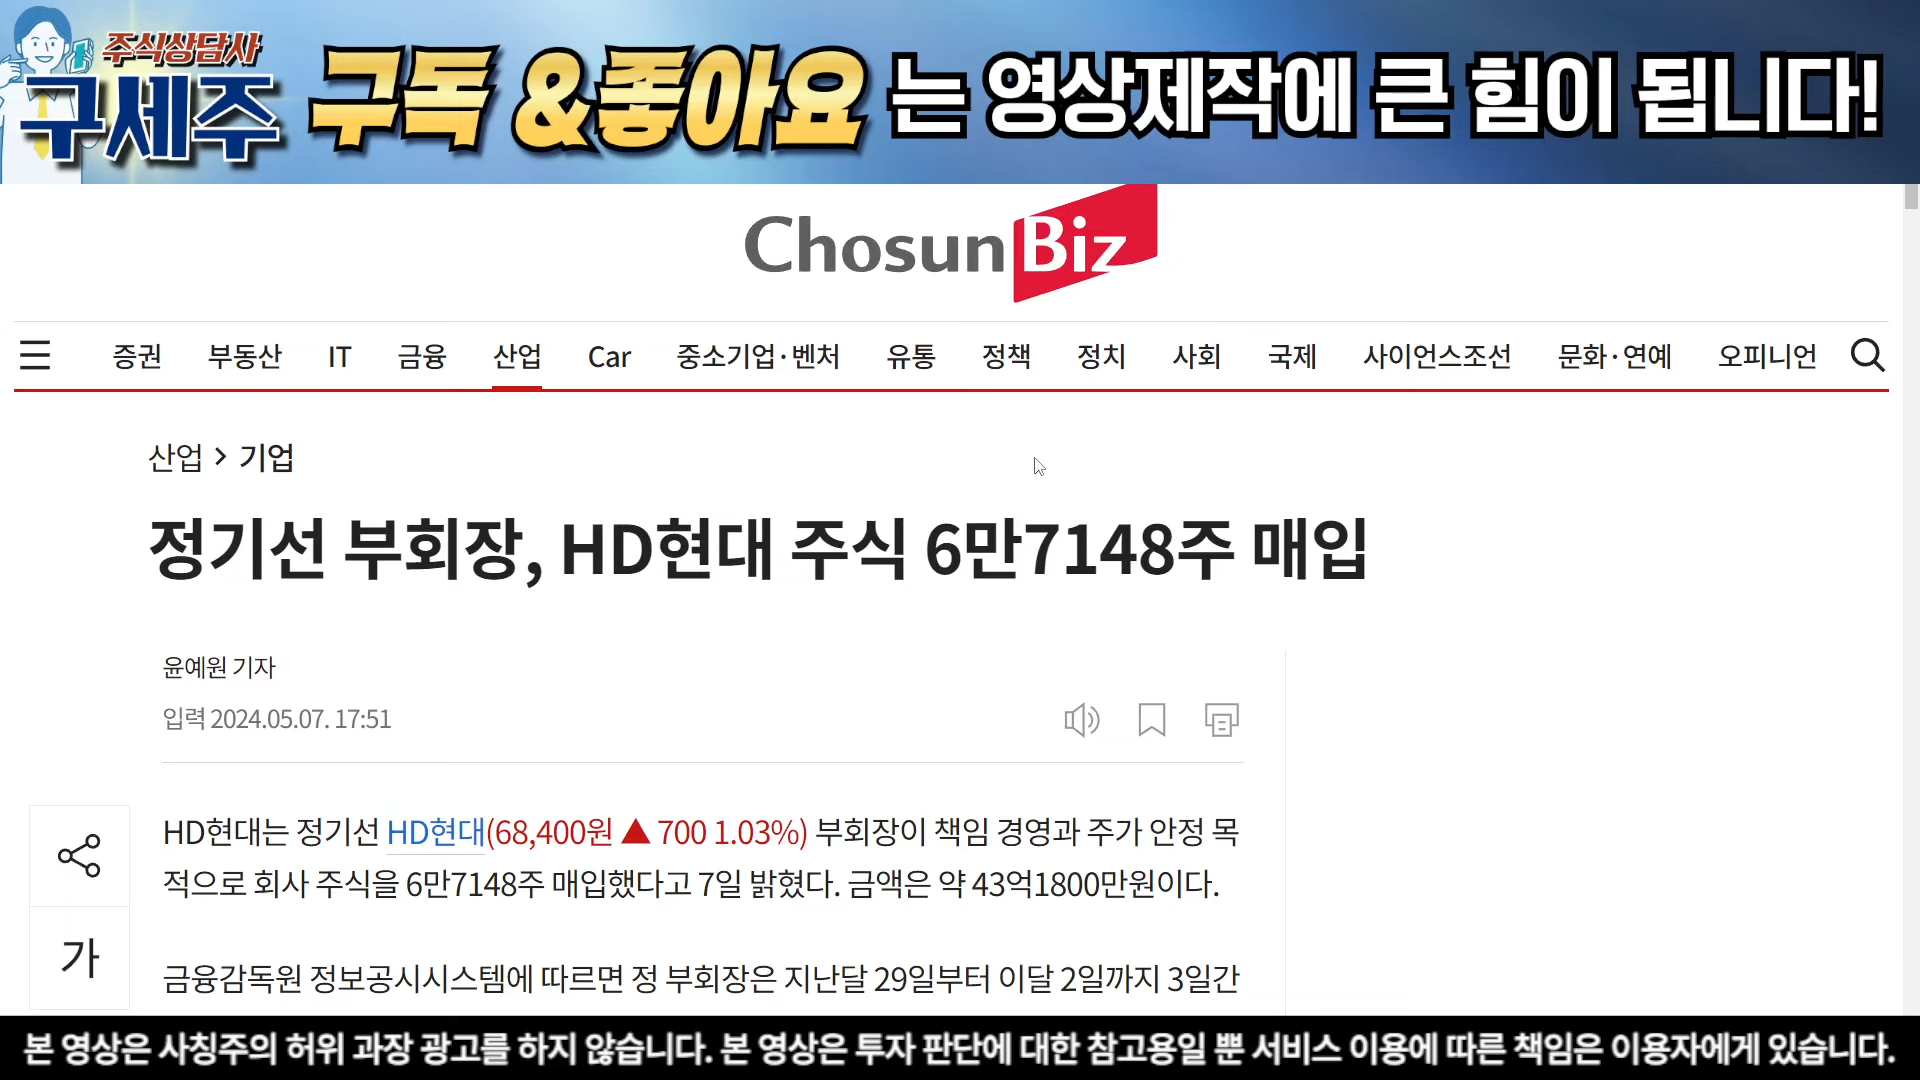 주식상담사
구세주
구독 &좋아요 는 영상제작에 큰 힘이 됩니다!
ChosunBiz
증권 부동산 IT 금융 산업 Car 중소기업·벤처 유통 정책 정치 사회 국제 사이언스조선 문화·연예 오피니언
산업 > 기업
정기선 부회장, HD현대 주식 6만7148주 매입
윤예원 기자
입력 2024.05.07. 17:51
HD현대는 정기선 HD현대(68,400원 ▲ 700 1.03%) 부회장이 책임 경영과 주가 안정 목
적으로 회사 주식을 6만7148주 매입했다고 7일 밝혔다. 금액은 약 43억1800만원이다.
가
금융감독원 정보공시시스템에 따르면 정 부회장은 지난달 29일부터 이달 2일까지 3일간
본 영상은 사칭주의 허위 과장 광고를 하지 않습니다. 본 영상은 투자 판단에 대한 참고용일 뿐 서비스 이용에 따른 책임은 이용자에게 있습니다.